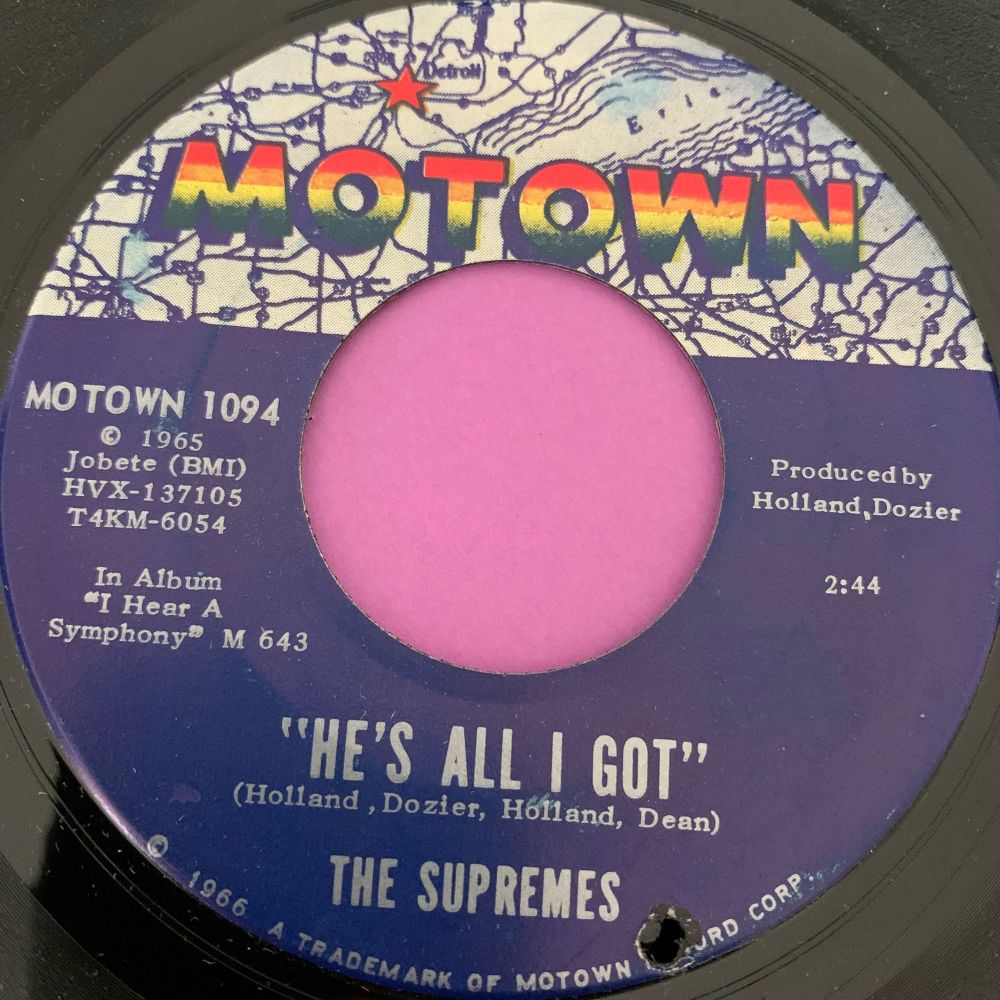 Detroit
E R I
MOTOWN
MOTOWN 1094
© 1965
Jobete (BMI)
HVX-137105
T4KM-6054
In Album
"I Hear A
Symphony" M 643
Produced by
Holland, Dozier
2:44
"HE'S ALL I GOT"
(Holland, Dozier, Holland, Dean)
THE SUPREMES
© 1966 A TRADEMARK OF MOTOWN CORP.